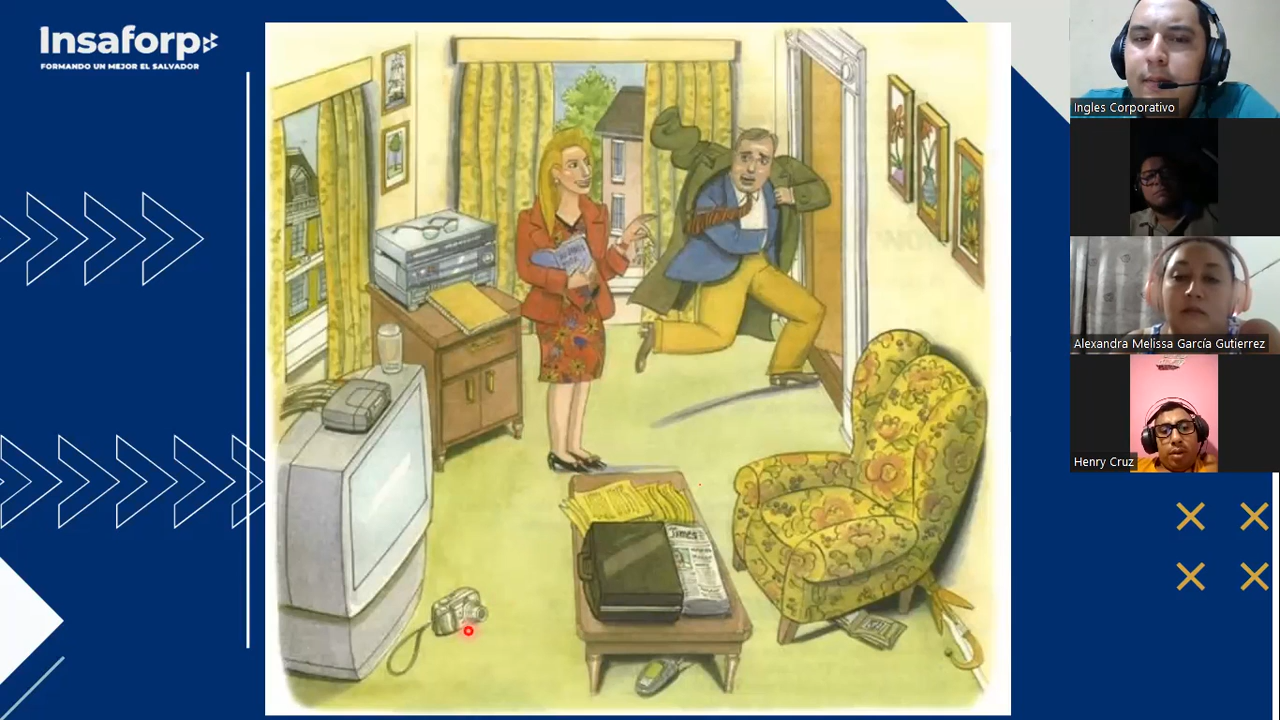 Insaforp
FORMANDO UN MEJOR EL SALVADOR
Times
Ingles Corporativo
Alexandra Melissa García Gutierrez
Henry Cruz